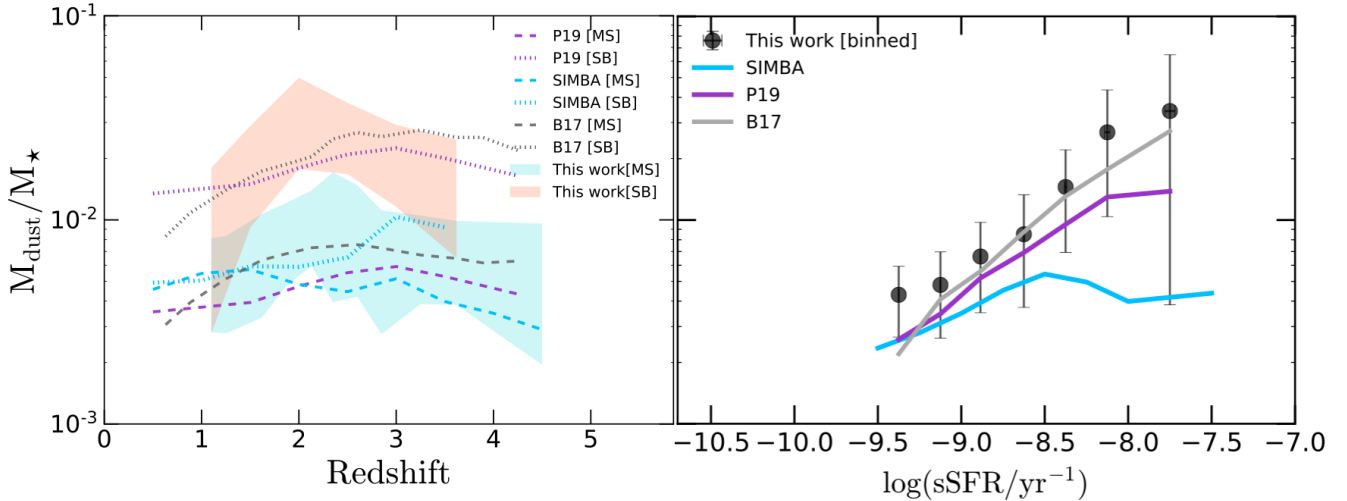 10⁻¹
10⁻²
10⁻³
M_dust/M_★
P19 [MS]
P19 [SB]
SIMBA [MS]
SIMBA [SB]
B17 [MS]
B17 [SB]
This work[MS]
This work[SB]
0 1 2 3 4 5
Redshift
This work [binned]
SIMBA
P19
B17
−10.5 −10.0 −9.5 −9.0 −8.5 −8.0 −7.5 −7.0
log(sSFR/yr⁻¹)